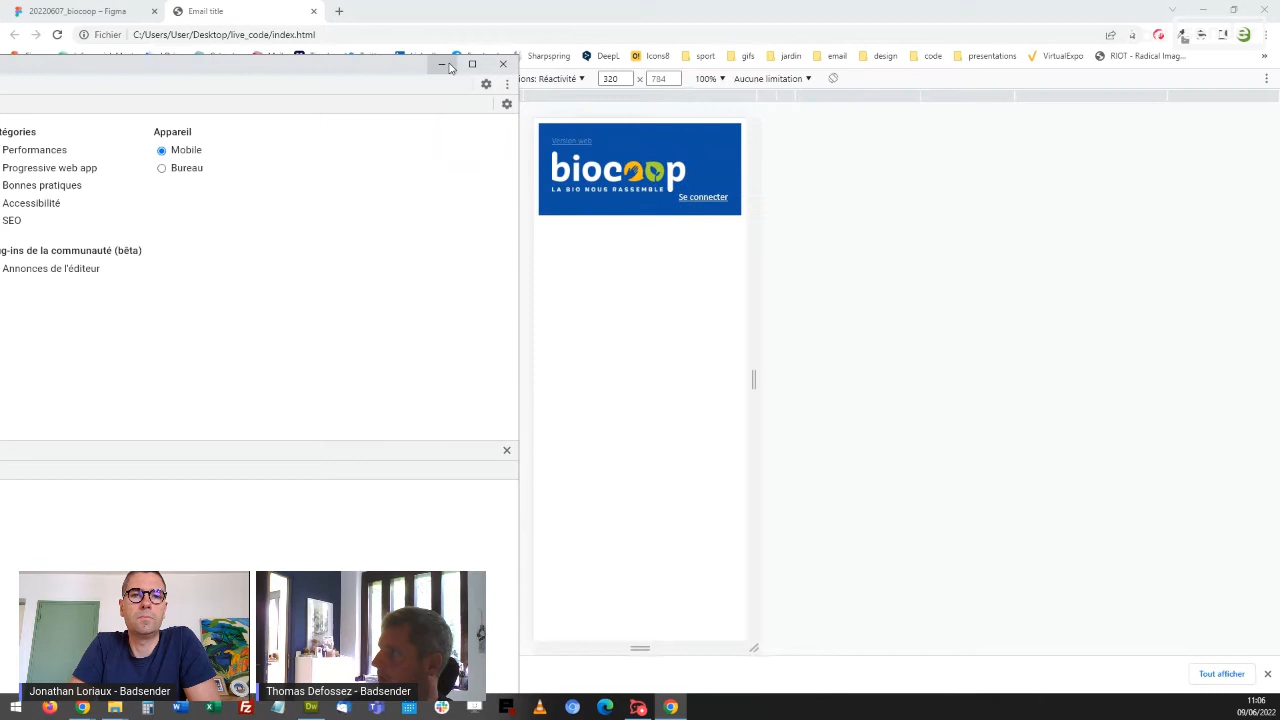 20220607_biocoop – Figma
Email title
Fichier
C:/Users/User/Desktop/live_code/index.html
Sharpspring
DeepL
Icons8
sport
gifs
jardin
email
design
code
presentations
VirtualExpo
RIOT - Radical Imag...
ions: Réactivité
320 × 784
100%
Aucune limitation
tégories
Appareil
Performances
Mobile
Progressive web app
Bureau
Bonnes pratiques
Accessibilité
SEO
ug-ins de la communauté (bêta)
Annonces de l'éditeur
Version web
biocoop
LA BIO NOUS RASSEMBLE
Se connecter
Tout afficher
Jonathan Loriaux - Badsender
Thomas Defossez - Badsender
11:06
09/06/2022